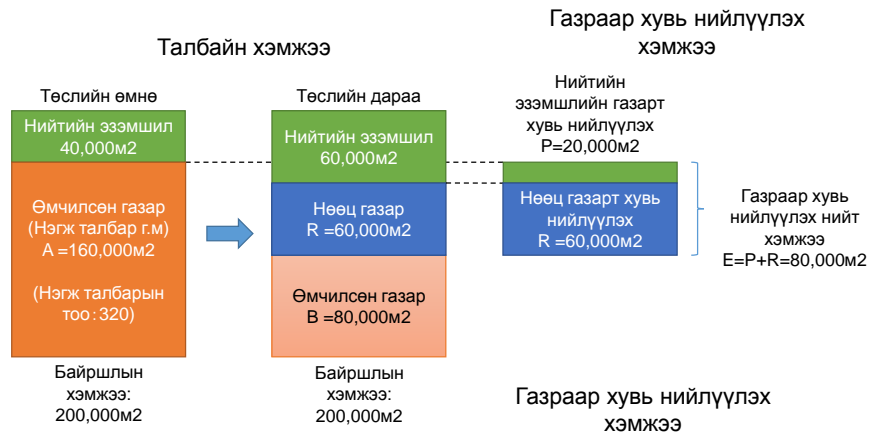 Талбайн хэмжээ
Газраар хувь нийлүүлэх
хэмжээ
Төслийн өмнө
Нийтийн эзэмшил
40,000м2
Өмчилсөн газар
(Нэгж талбар г.м)
A =160,000м2
(Нэгж талбарын
тоо：320)
Байршлын
хэмжээ:
200,000м2
Төслийн дараа
Нийтийн эзэмшил
60,000м2
Нөөц газар
R =60,000м2
Өмчилсөн газар
B =80,000м2
Байршлын
хэмжээ:
200,000м2
Нийтийн
эзэмшлийн газарт
хувь нийлүүлэх
P=20,000м2
Нөөц газарт хувь
нийлүүлэх
R =60,000м2
Газраар хувь
нийлүүлэх нийт
хэмжээ
E=P+R=80,000м2
Газраар хувь нийлүүлэх
хэмжээ